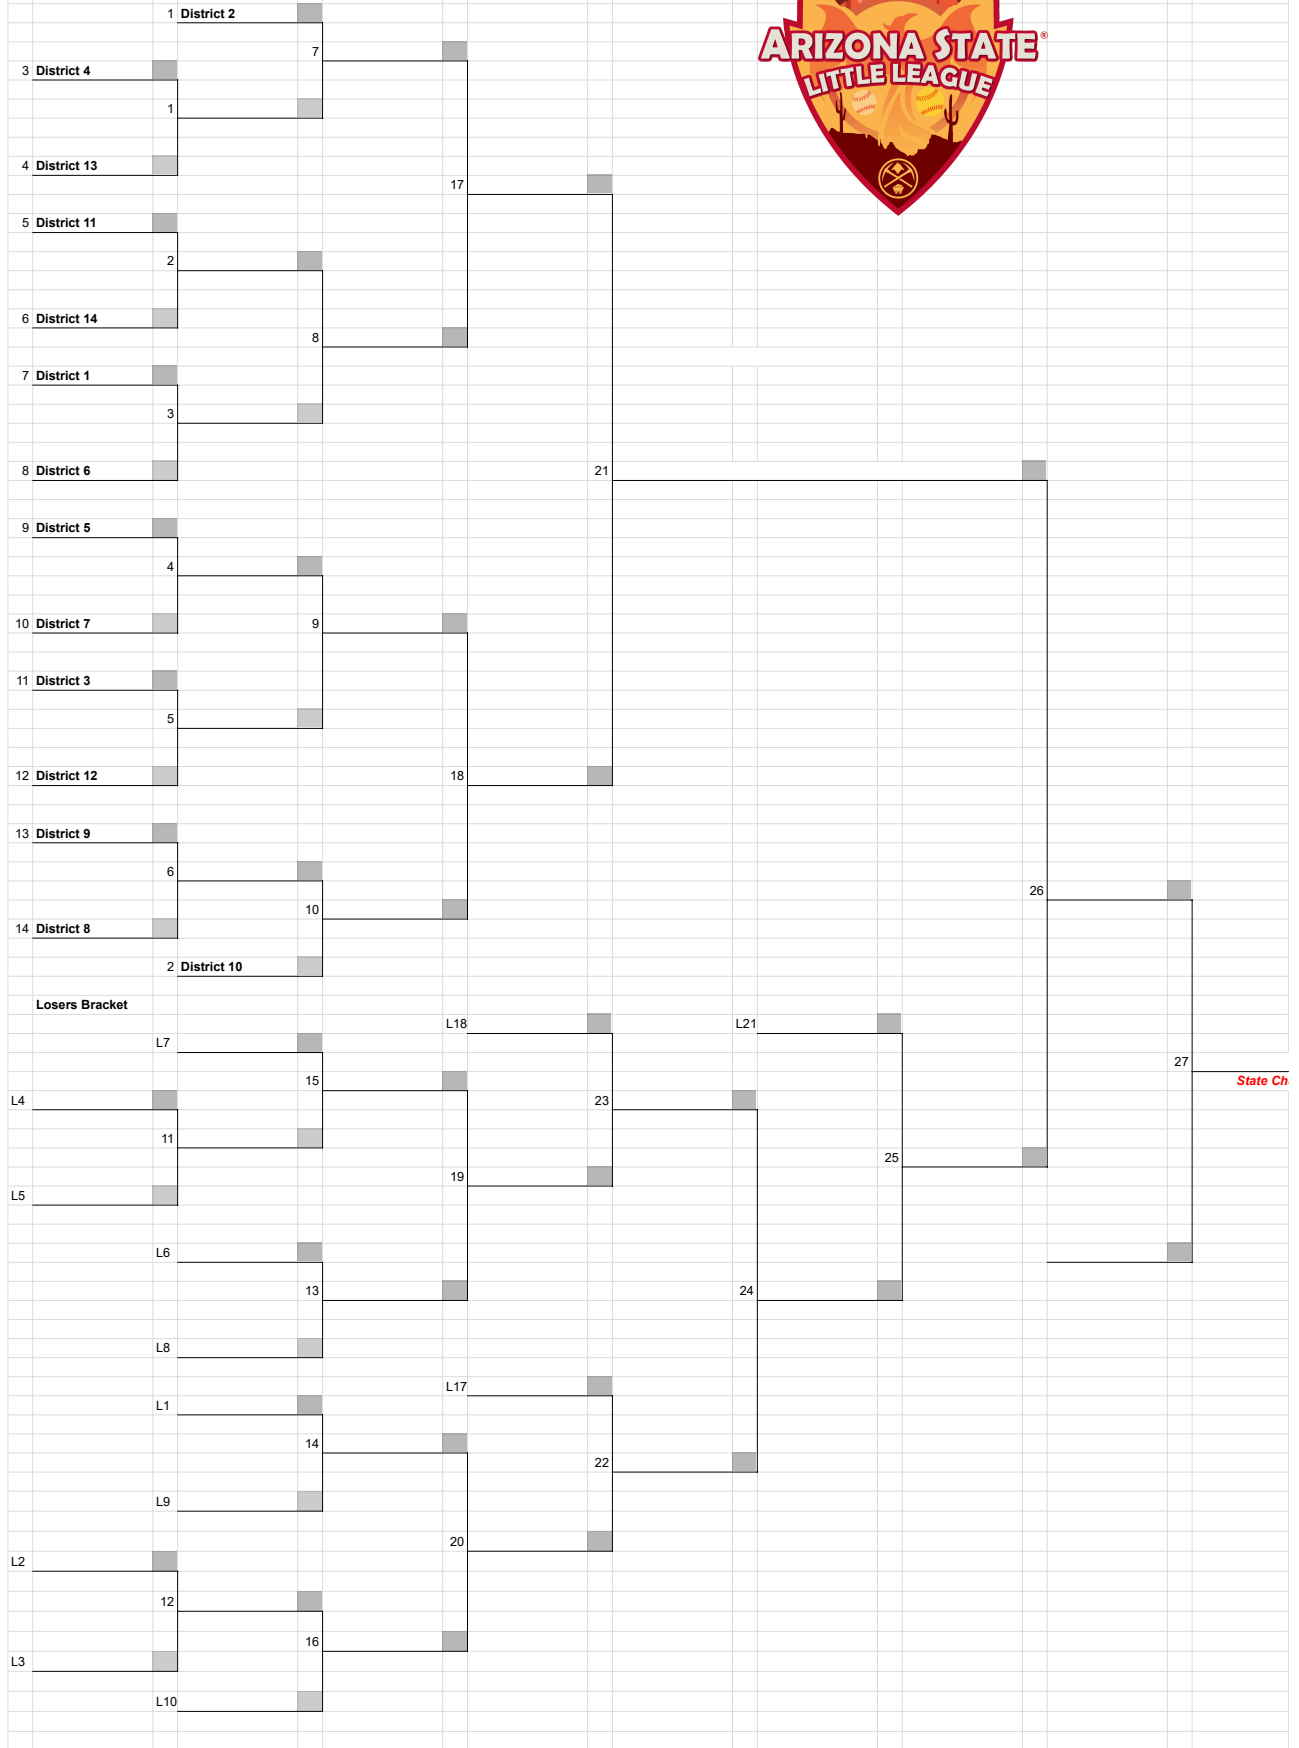 1 District 2
ARIZONA STATE®
LITTLE LEAGUE
7
3 District 4
1
4 District 13
17
5 District 11
2
6 District 14
8
7 District 1
3
8 District 6
21
9 District 5
4
10 District 7
9
11 District 3
5
12 District 12
18
13 District 9
6
26
10
14 District 8
2 District 10
Losers Bracket
L18
L21
L7
27
15
State Ch
L4
23
11
25
19
L5
L6
13
24
L8
L17
L1
14
22
L9
20
L2
12
16
L3
L10